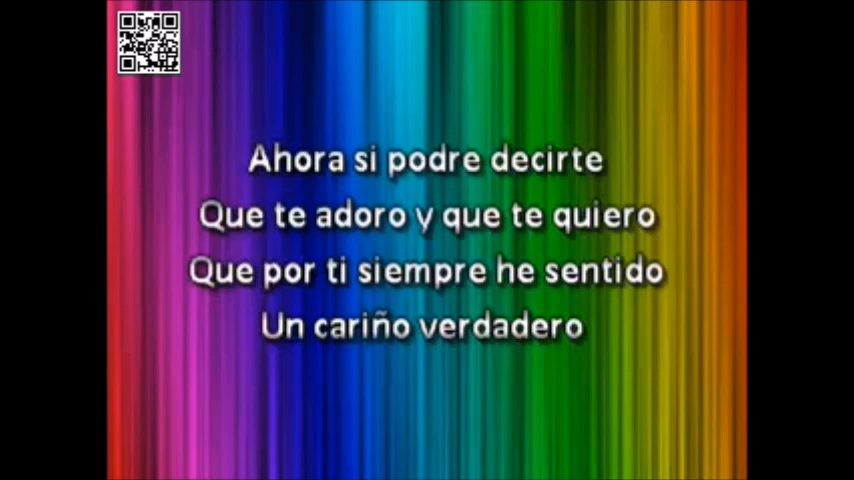 Ahora si podre decirte
Que te adoro y que te quiero
Que por ti siempre he sentido
Un cariño verdadero